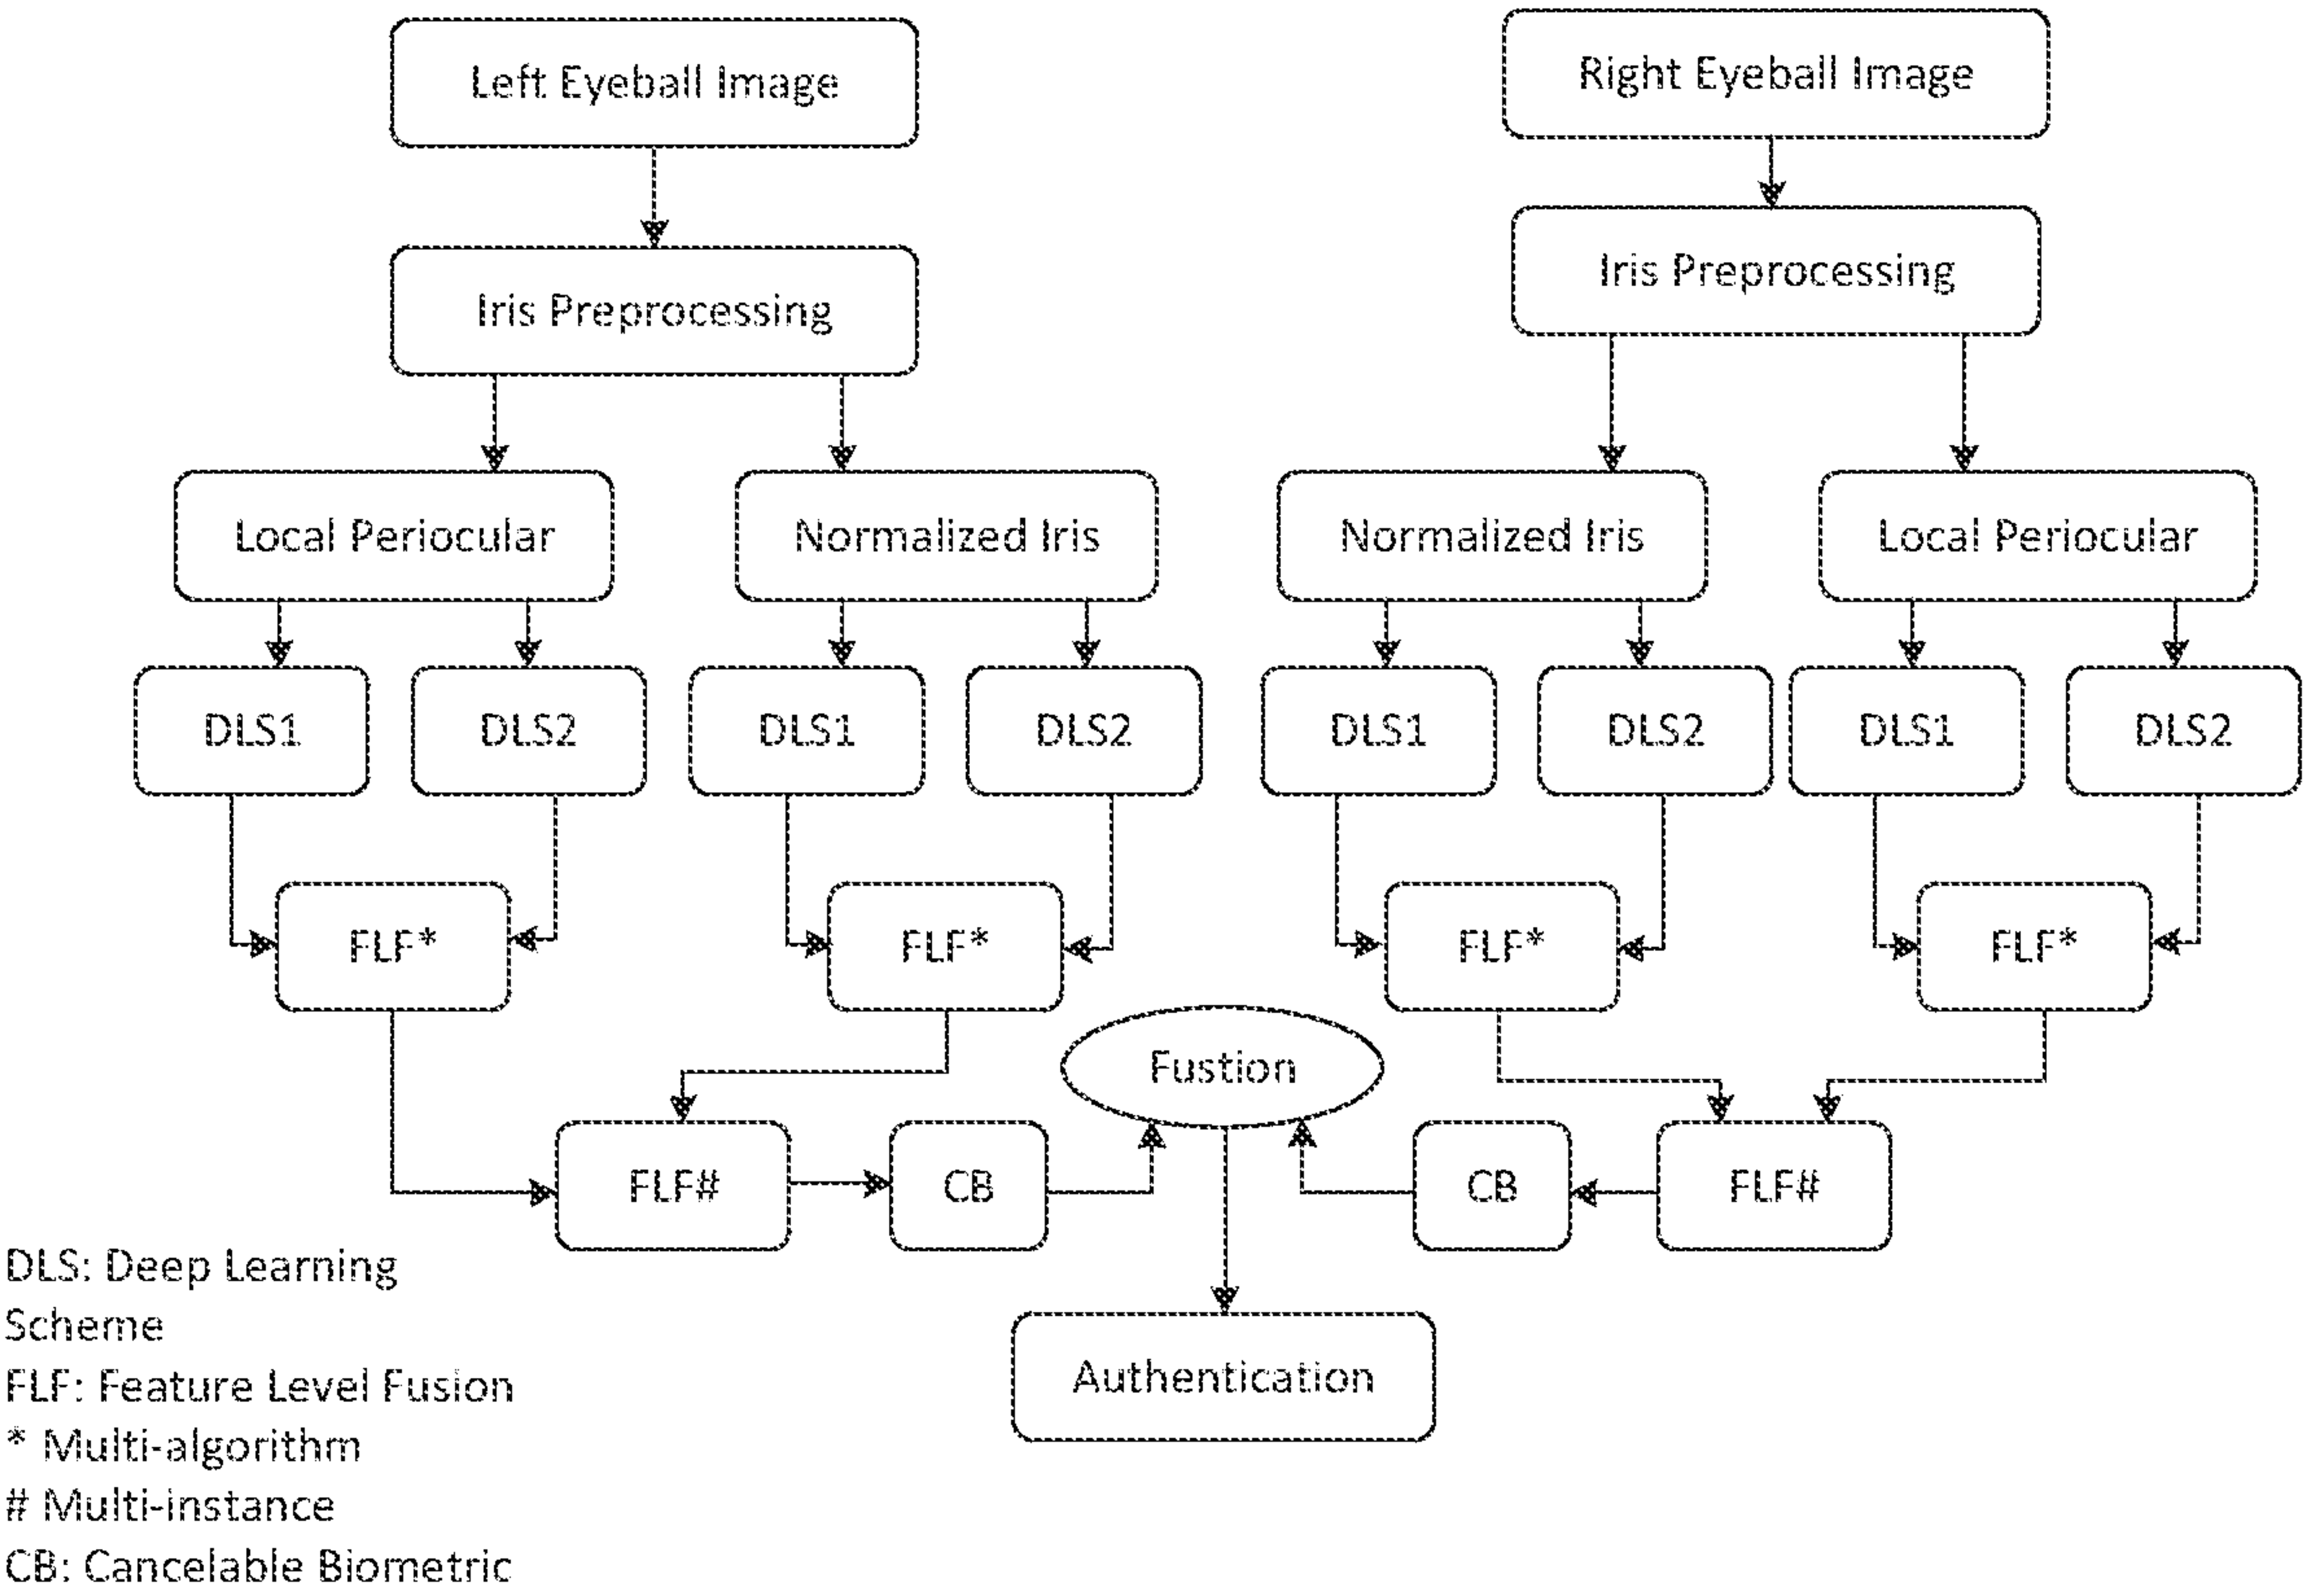 Left Eyeball Image
Right Eyeball Image
Iris Preprocessing
Iris Preprocessing
Local Periocular
Normalized Iris
Normalized Iris
Local Periocular
DLS1
DLS2
DLS1
DLS2
DLS1
DLS2
DLS1
DLS2
FLF*
FLF*
FLF*
FLF*
Fustion
FLF#
CB
CB
FLF#
Authentication
DLS: Deep Learning
Scheme
FLF: Feature Level Fusion
* Multi-algorithm
# Multi-instance
CB: Cancelable Biometric